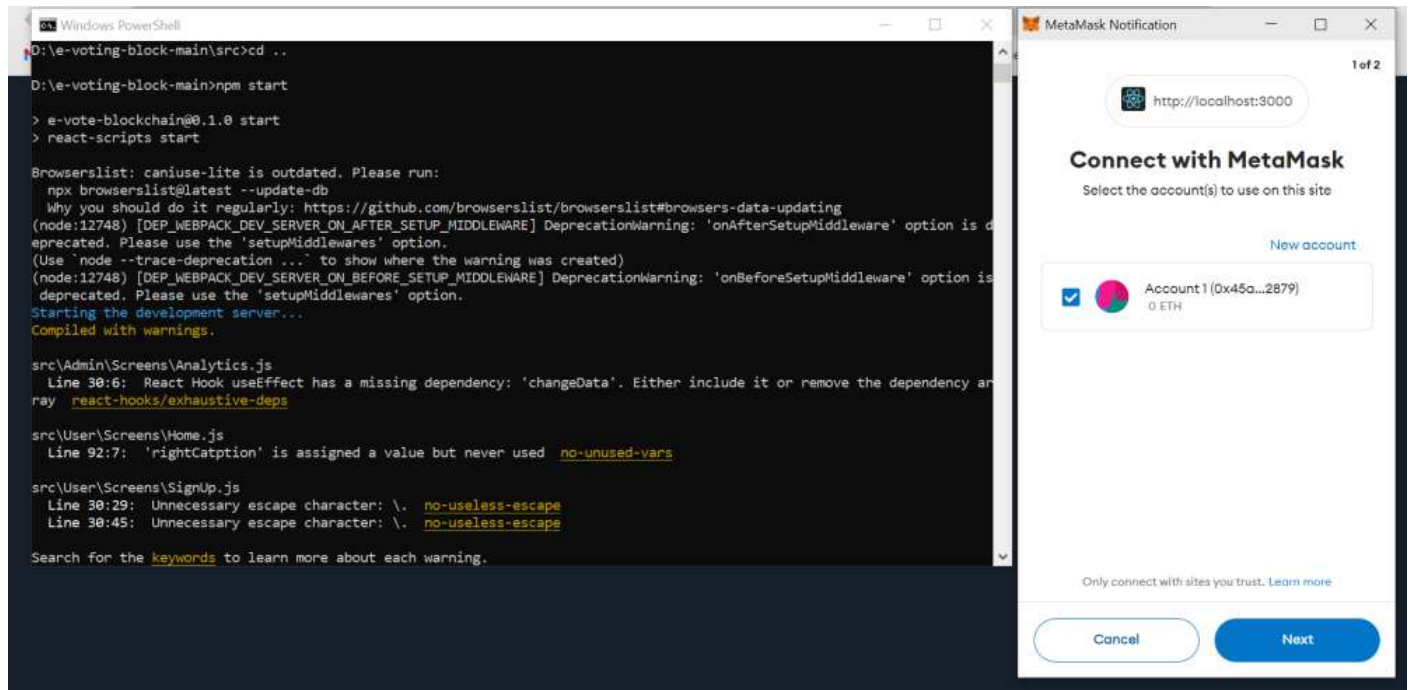 Windows PowerShell
D:\e-voting-block-main\src>cd ..
D:\e-voting-block-main>npm start
> e-vote-blockchain@0.1.0 start
> react-scripts start
Browserslist: caniuse-lite is outdated. Please run:
npx browserslist@latest --update-db
Why you should do it regularly: https://github.com/browserslist/browserslist#browsers-data-updating
(node:12748) [DEP_WEBPACK_DEV_SERVER_ON_AFTER_SETUP_MIDDLEWARE] DeprecationWarning: 'onAfterSetupMiddleware' option is d
eprecated. Please use the 'setupMiddlewares' option.
(Use `node --trace-deprecation ...` to show where the warning was created)
(node:12748) [DEP_WEBPACK_DEV_SERVER_ON_BEFORE_SETUP_MIDDLEWARE] DeprecationWarning: 'onBeforeSetupMiddleware' option is
deprecated. Please use the 'setupMiddlewares' option.
Starting the development server...
Compiled with warnings.
src\Admin\Screens\Analytics.js
Line 30:6: React Hook useEffect has a missing dependency: 'changeData'. Either include it or remove the dependency ar
ray react-hooks/exhaustive-deps
src\User\Screens\Home.js
Line 92:7: 'rightCatption' is assigned a value but never used no-unused-vars
src\User\Screens\SignUp.js
Line 30:29: Unnecessary escape character: \. no-useless-escape
Line 30:45: Unnecessary escape character: \. no-useless-escape
Search for the keywords to learn more about each warning.
MetaMask Notification
1 of 2
http://localhost:3000
Connect with MetaMask
Select the account(s) to use on this site
New account
Account 1 (0x45a...2879)
0 ETH
Only connect with sites you trust. Learn more
Cancel
Next